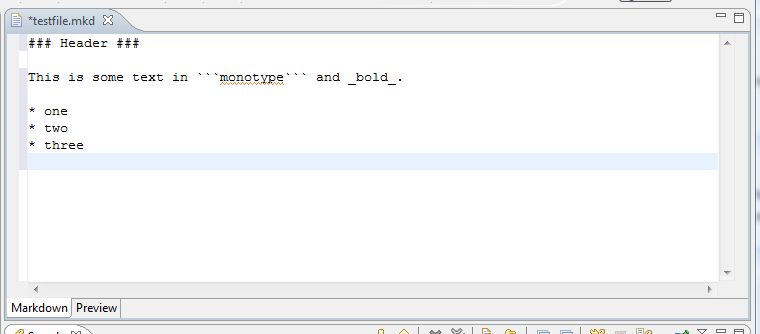 *testfile.mkd
### Header ###
This is some text in ```monotype``` and _bold_.
* one
* two
* three
Markdown Preview